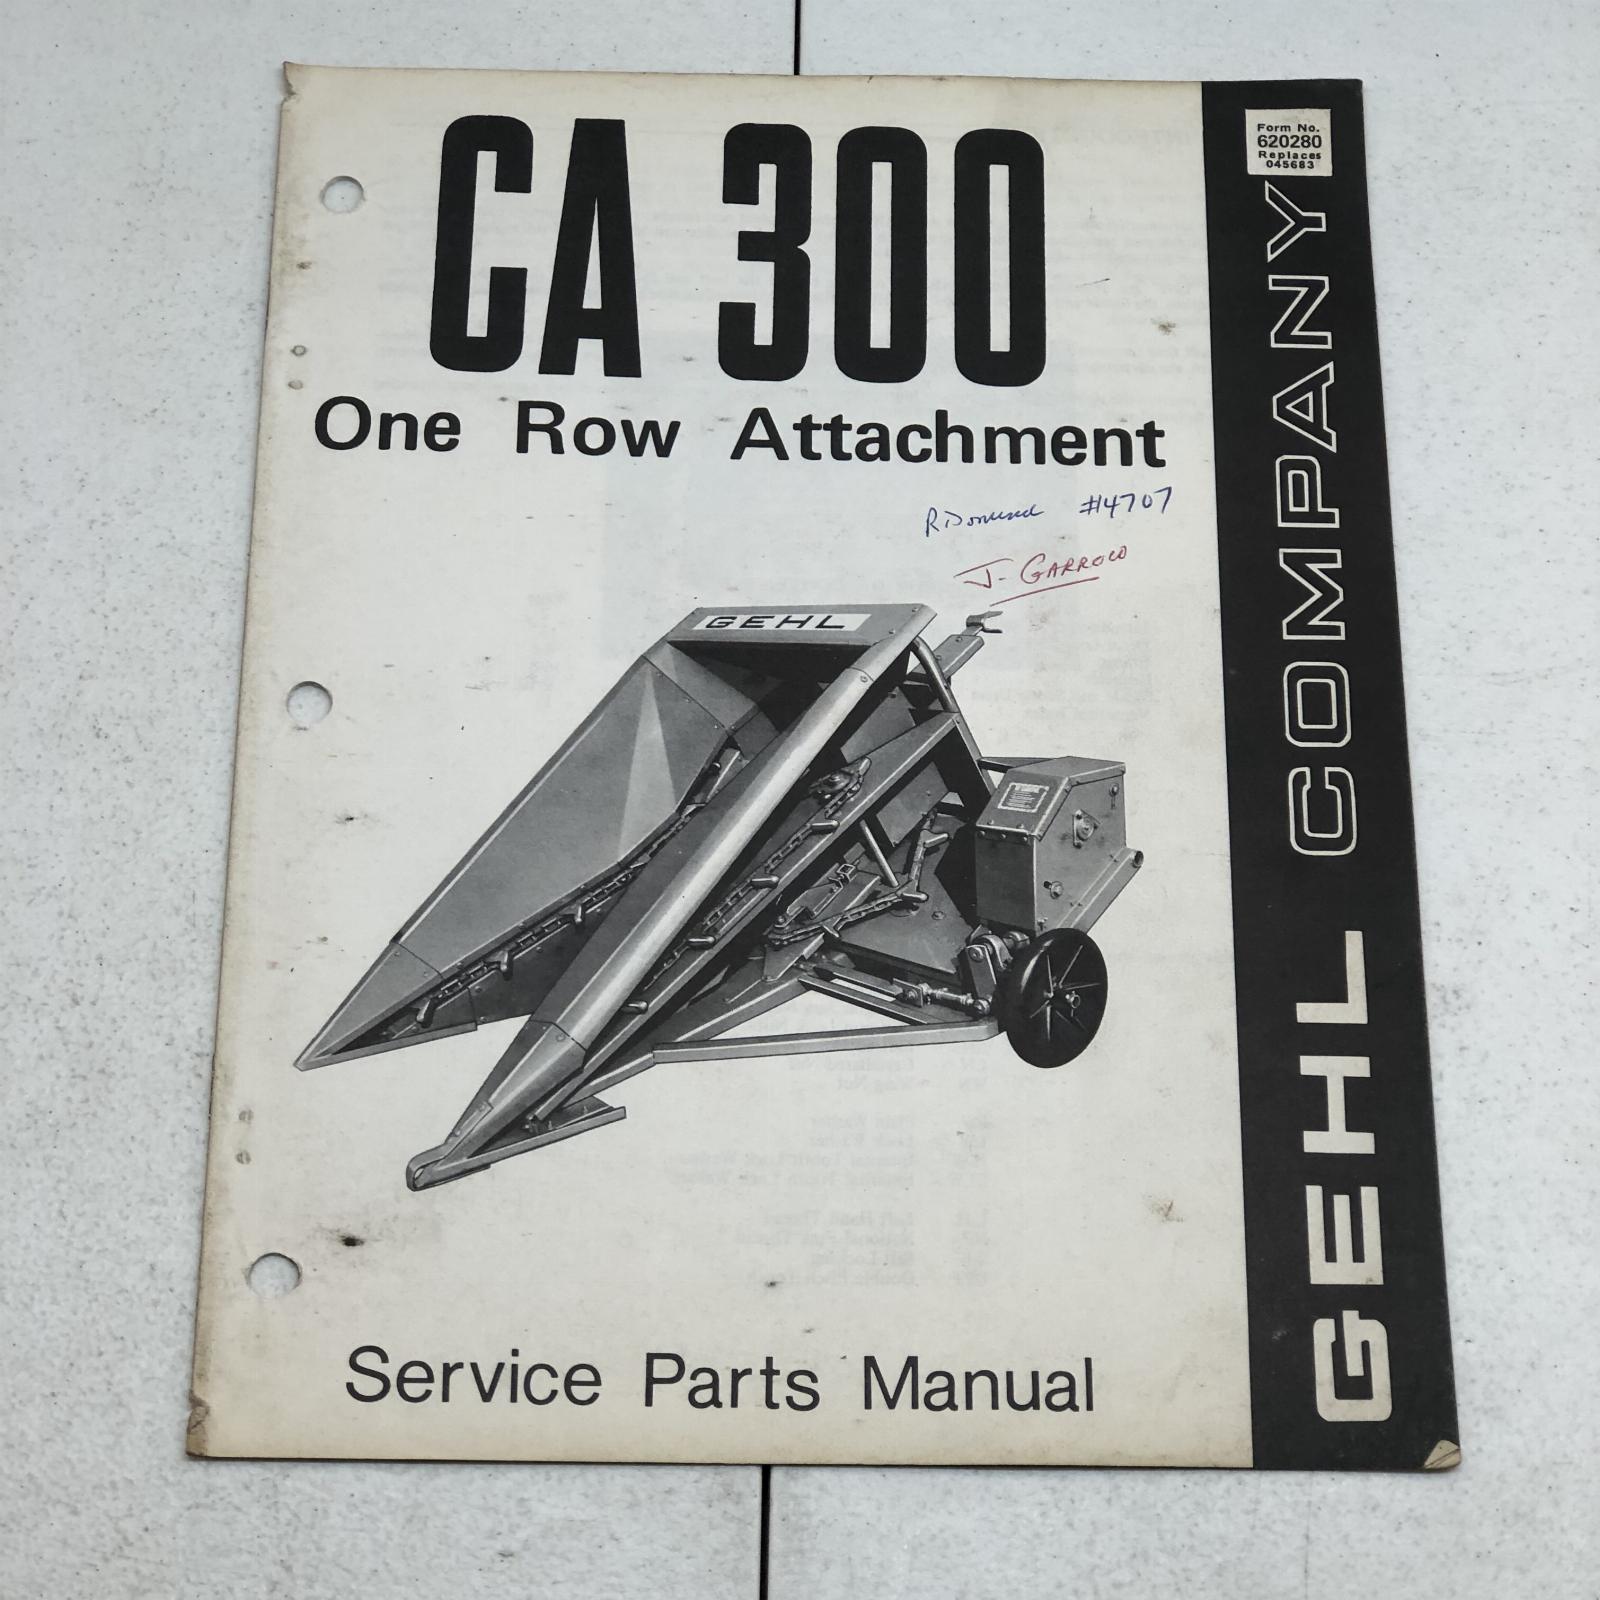 CA 300
One Row Attachment
Form No.
620280
Replaces
045683
#4707
J- GARROW
GEHL
GEHL COMPANY
Service Parts Manual